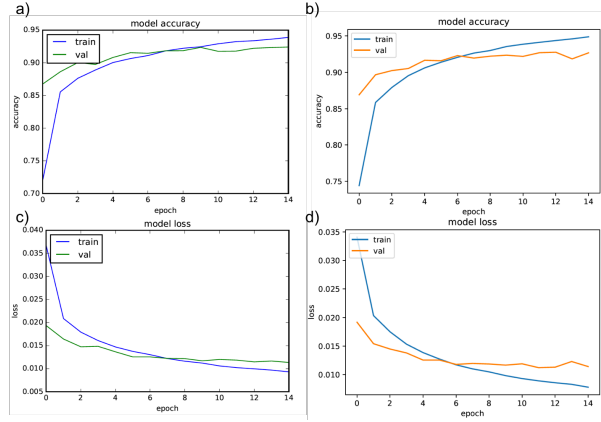 a)
model accuracy
train
val
accuracy
0.95
0.90
0.85
0.80
0.75
0.70
0 2 4 6 8 10 12 14
epoch
b)
model accuracy
train
val
accuracy
0.95
0.90
0.85
0.80
0.75
0 2 4 6 8 10 12 14
epoch
c)
model loss
train
val
loss
0.040
0.035
0.030
0.025
0.020
0.015
0.010
0.005
0 2 4 6 8 10 12 14
epoch
d)
model loss
train
val
loss
0.035
0.030
0.025
0.020
0.015
0.010
0 2 4 6 8 10 12 14
epoch